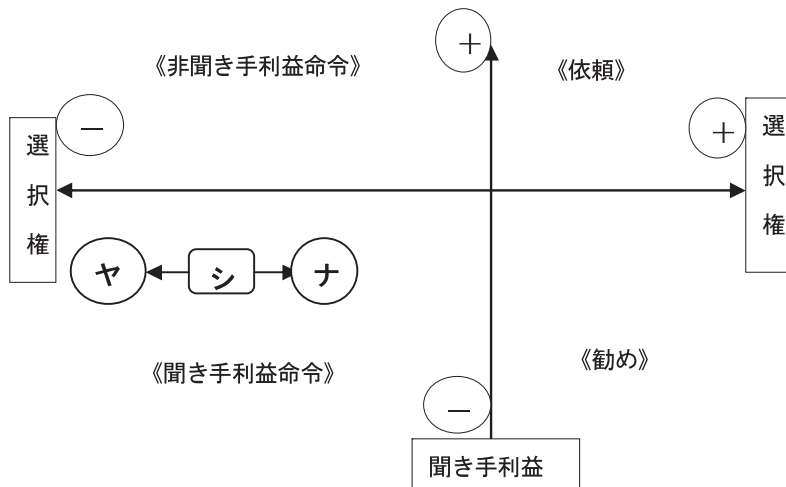 《非聞き手利益命令》
＋
《依頼》
－
選択権
＋
選択権
ヤ
シ
ナ
《聞き手利益命令》
－
《勧め》
聞き手利益